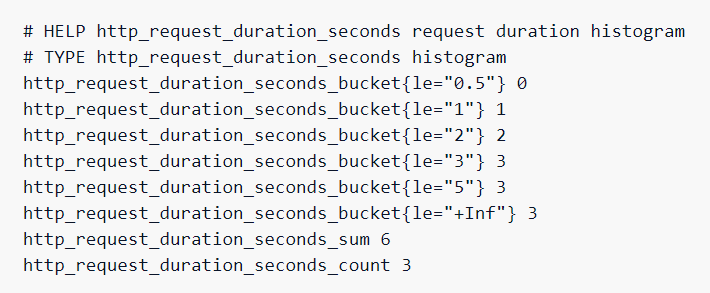 # HELP http_request_duration_seconds request duration histogram
# TYPE http_request_duration_seconds histogram
http_request_duration_seconds_bucket{le="0.5"} 0
http_request_duration_seconds_bucket{le="1"} 1
http_request_duration_seconds_bucket{le="2"} 2
http_request_duration_seconds_bucket{le="3"} 3
http_request_duration_seconds_bucket{le="5"} 3
http_request_duration_seconds_bucket{le="+Inf"} 3
http_request_duration_seconds_sum 6
http_request_duration_seconds_count 3